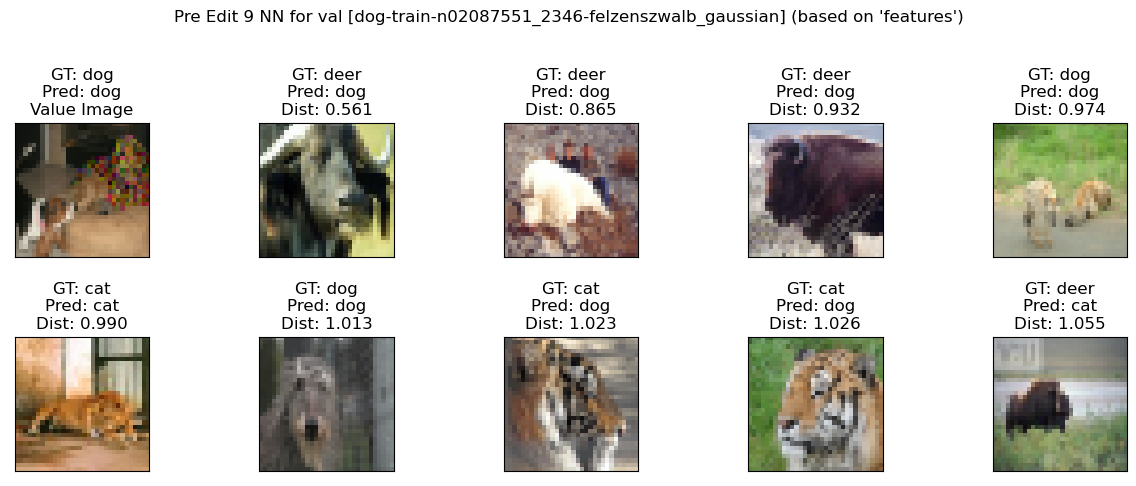 Pre Edit 9 NN for val [dog-train-n02087551_2346-felzenszwalb_gaussian] (based on 'features')
GT: dog
Pred: dog
Value Image
GT: deer
Pred: dog
Dist: 0.561
GT: deer
Pred: dog
Dist: 0.865
GT: deer
Pred: dog
Dist: 0.932
GT: dog
Pred: dog
Dist: 0.974
GT: cat
Pred: cat
Dist: 0.990
GT: dog
Pred: dog
Dist: 1.013
GT: cat
Pred: dog
Dist: 1.023
GT: cat
Pred: dog
Dist: 1.026
GT: deer
Pred: cat
Dist: 1.055